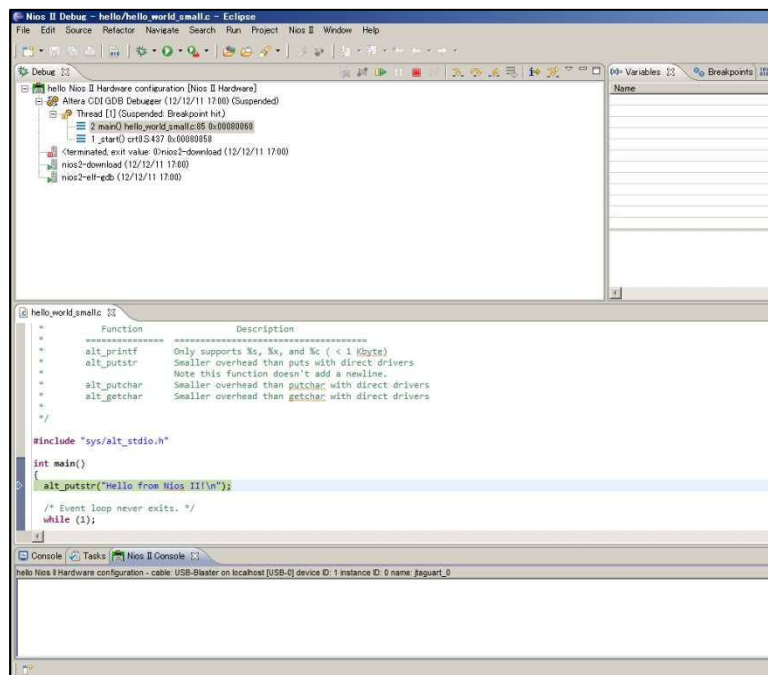 Nios II Debug - hello/hello_world_small.c - Eclipse
File Edit Source Refactor Navigate Search Run Project Nios II Window Help
Debug
hello Nios II Hardware configuration [Nios II Hardware]
Altera CDI GDB Debugger (12/12/11 17:00) (Suspended)
Thread [1] (Suspended: Breakpoint hit.)
2 main() hello_world_small.c:85 0x00080060
1 _start() crt0.S:437 0x00080058
<terminated, exit value: 0>nios2-download (12/12/11 17:00)
nios2-download (12/12/11 17:00)
nios2-elf-gdb (12/12/11 17:00)
(x)= Variables
Breakpoints
Name
hello_world_small.c
* Function Description
* =============== =====================================
* alt_printf Only supports %s, %x, and %c ( < 1 Kbyte)
* alt_putstr Smaller overhead than puts with direct drivers
* Note this function doesn't add a newline.
* alt_putchar Smaller overhead than putchar with direct drivers
* alt_getchar Smaller overhead than getchar with direct drivers
*
*/
#include "sys/alt_stdio.h"
int main()
{
alt_putstr("Hello from Nios II!\n");
/* Event loop never exits. */
while (1);
Console Tasks Nios II Console
hello Nios II Hardware configuration - cable: USB-Blaster on localhost [USB-0] device ID: 1 instance ID: 0 name: jtaguart_0